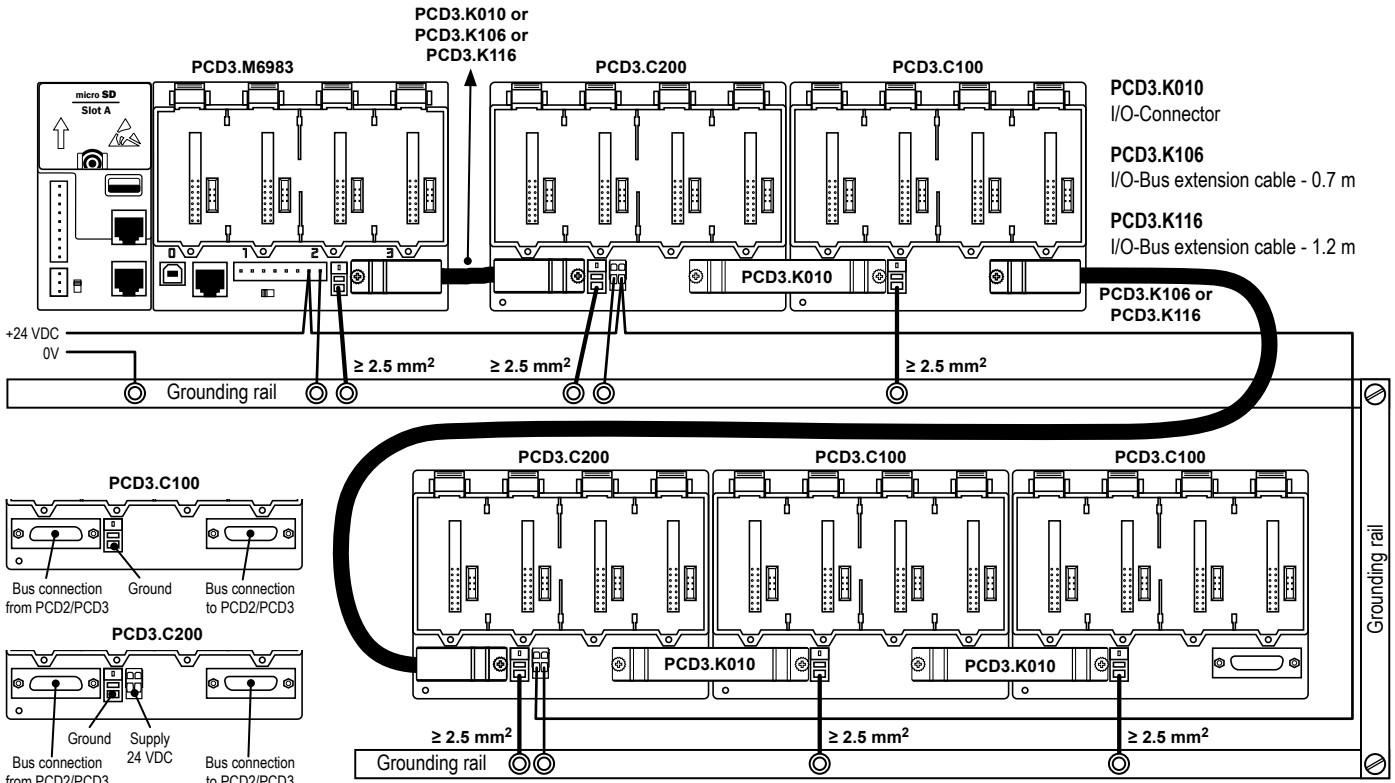 PCD3.K010 or
PCD3.K106 or
PCD3.K116
PCD3.M6983
PCD3.C200
PCD3.C100
micro SD
Slot A
PCD3.K010
I/O-Connector
PCD3.K106
I/O-Bus extension cable - 0.7 m
PCD3.K116
I/O-Bus extension cable - 1.2 m
0 1 2 3
PCD3.K010
PCD3.K106 or
PCD3.K116
+24 VDC
0V
≥ 2.5 mm²
≥ 2.5 mm²
≥ 2.5 mm²
Grounding rail
PCD3.C200
PCD3.C100
PCD3.C100
PCD3.C100
Bus connection
from PCD2/PCD3
Ground
Bus connection
to PCD2/PCD3
Grounding rail
PCD3.C200
PCD3.K010
PCD3.K010
Ground
Supply
24 VDC
Bus connection
from PCD2/PCD3
Bus connection
to PCD2/PCD3
≥ 2.5 mm²
≥ 2.5 mm²
≥ 2.5 mm²
Grounding rail